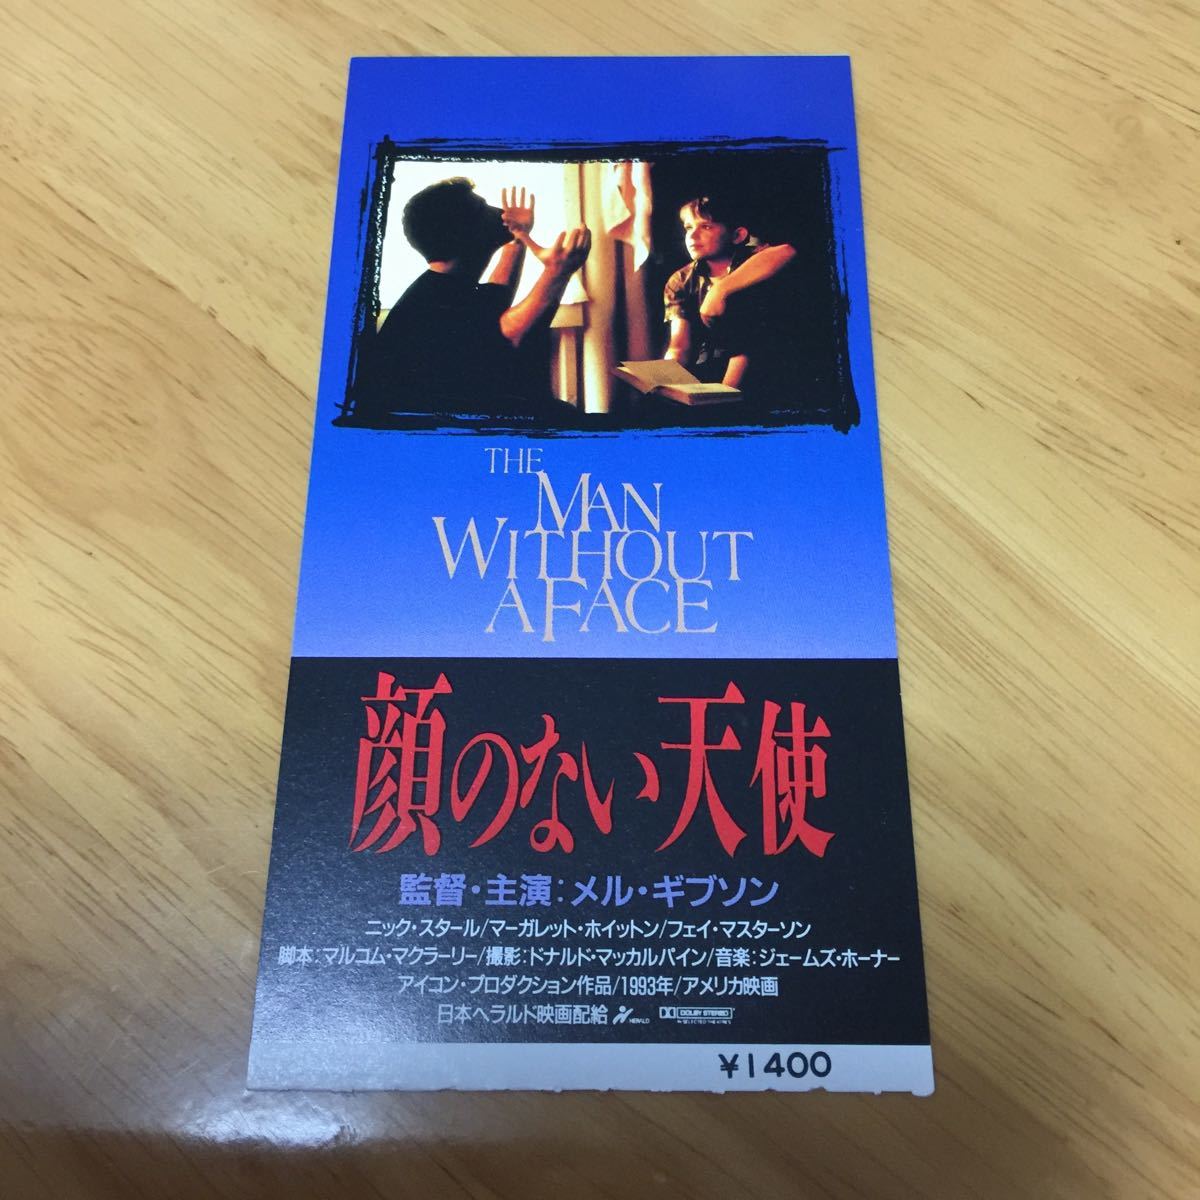 THE
MAN
WITHOUT
A FACE
顔のない天使
監督・主演:メル・ギブソン
ニック・スタール/マーガレット・ホイットン/フェイ・マスターソン
脚本:マルコム・マクラーリー/撮影:ドナルド・マッカルパイン/音楽:ジェームズ・ホーナー
アイコン・プロダクション作品/1993年/アメリカ映画
日本ヘラルド映画配給 HERALD DOLBY STEREO
¥1400